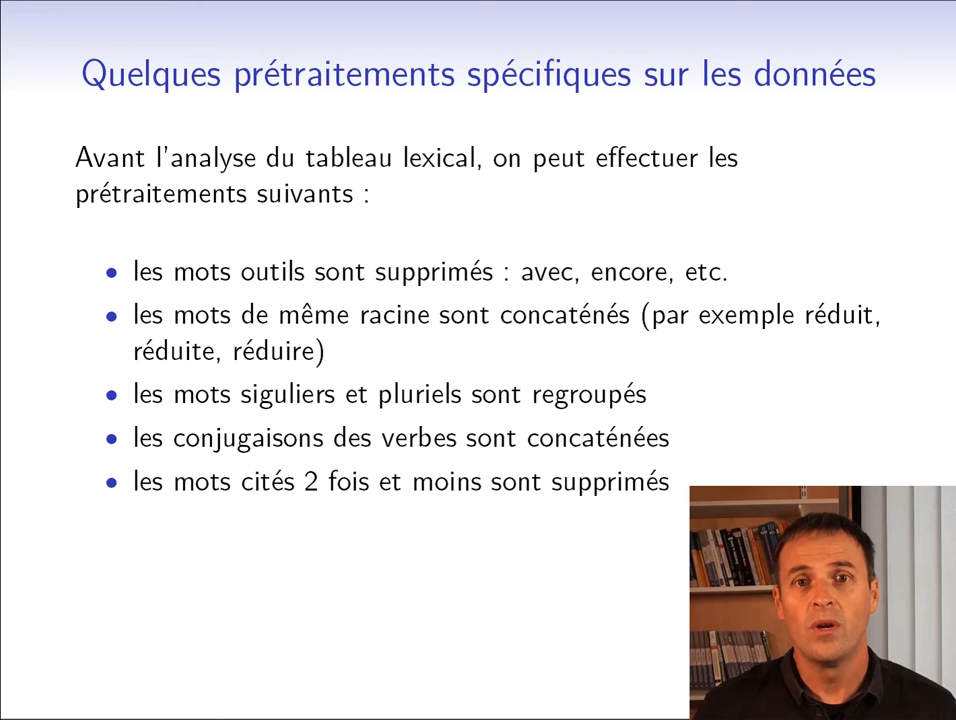 Quelques prétraitements spécifiques sur les données
Avant l'analyse du tableau lexical, on peut effectuer les
prétraitements suivants :
• les mots outils sont supprimés : avec, encore, etc.
• les mots de même racine sont concaténés (par exemple réduit,
réduite, réduire)
• les mots siguliers et pluriels sont regroupés
• les conjugaisons des verbes sont concaténées
• les mots cités 2 fois et moins sont supprimés